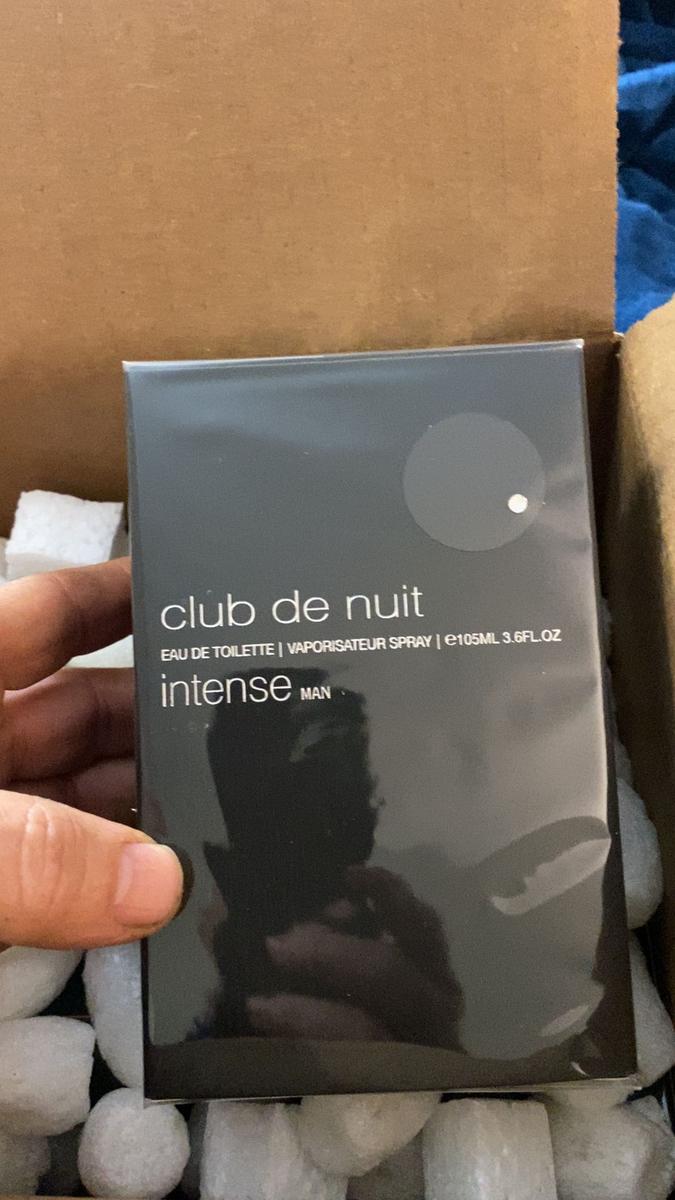 club de nuit
EAU DE TOILETTE | VAPORISATEUR SPRAY | ℮105ML 3.6FL.OZ
intense MAN